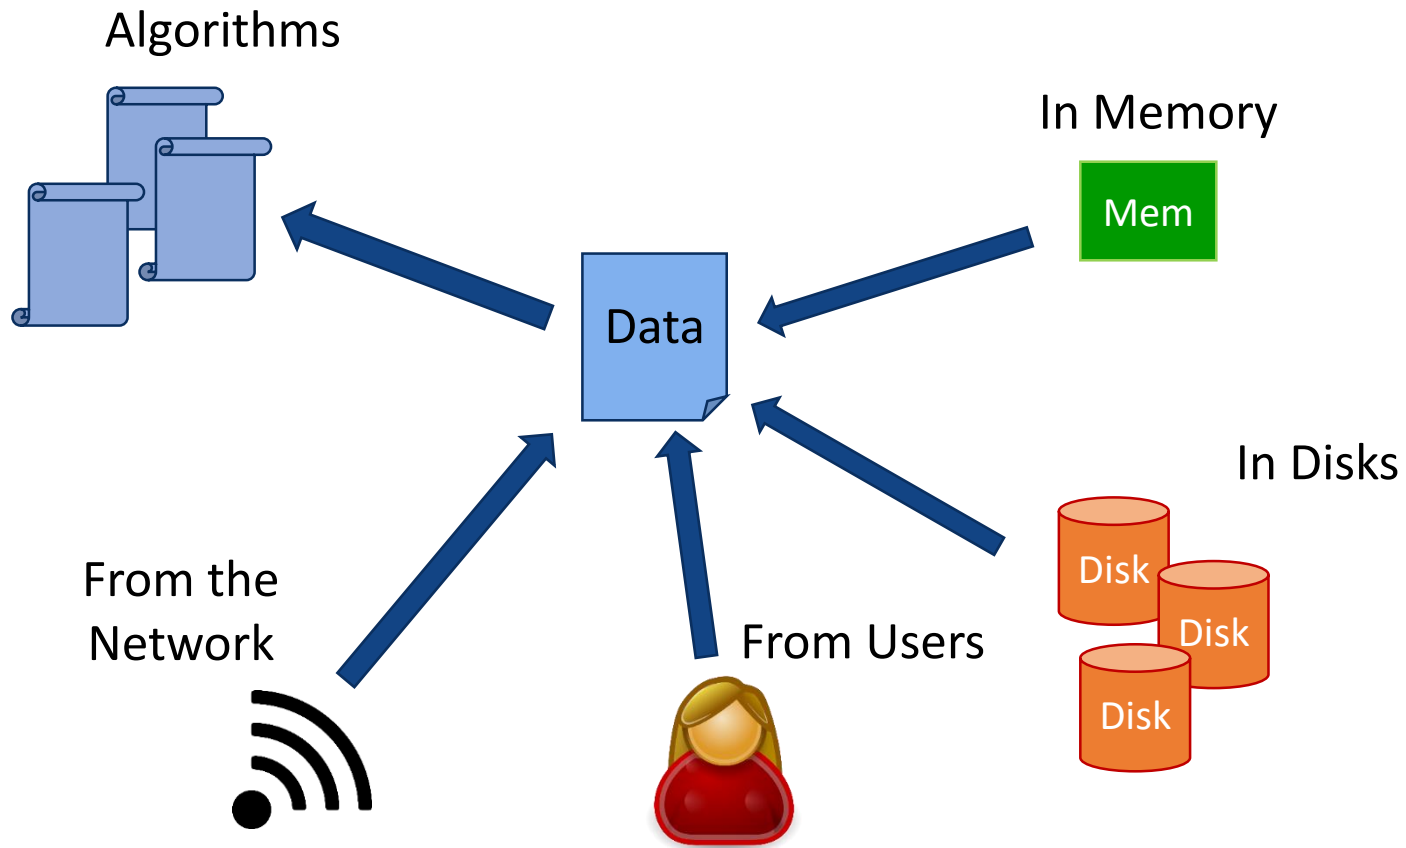 Algorithms
In Memory
Mem
Data
In Disks
Disk
Disk
Disk
From the
Network
From Users